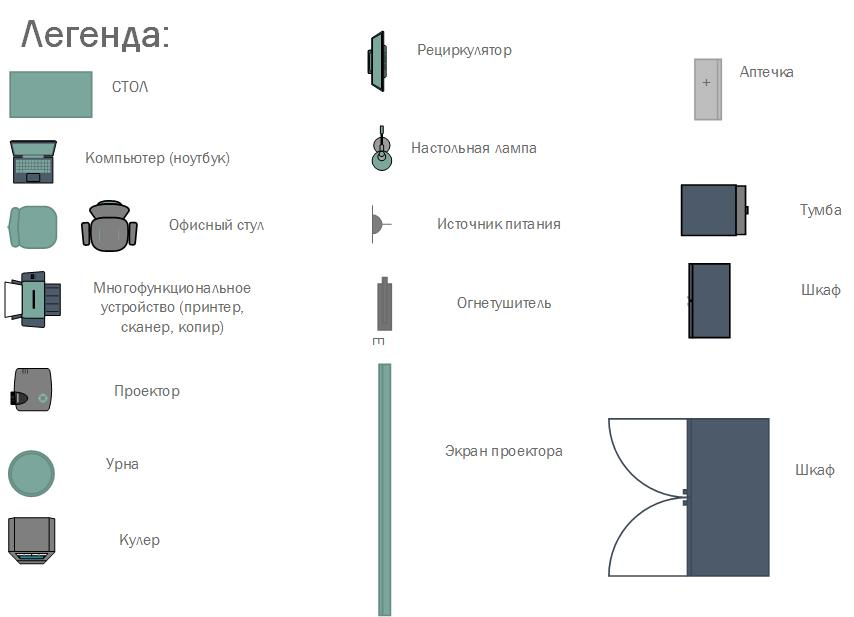 Легенда:
СТОЛ
Компьютер (ноутбук)
Офисный стул
Многофункциональное
устройство (принтер,
сканер, копир)
Проектор
Урна
Кулер
Рециркулятор
Настольная лампа
Источник питания
Огнетушитель
E
Экран проектора
Аптечка
Тумба
Шкаф
Шкаф